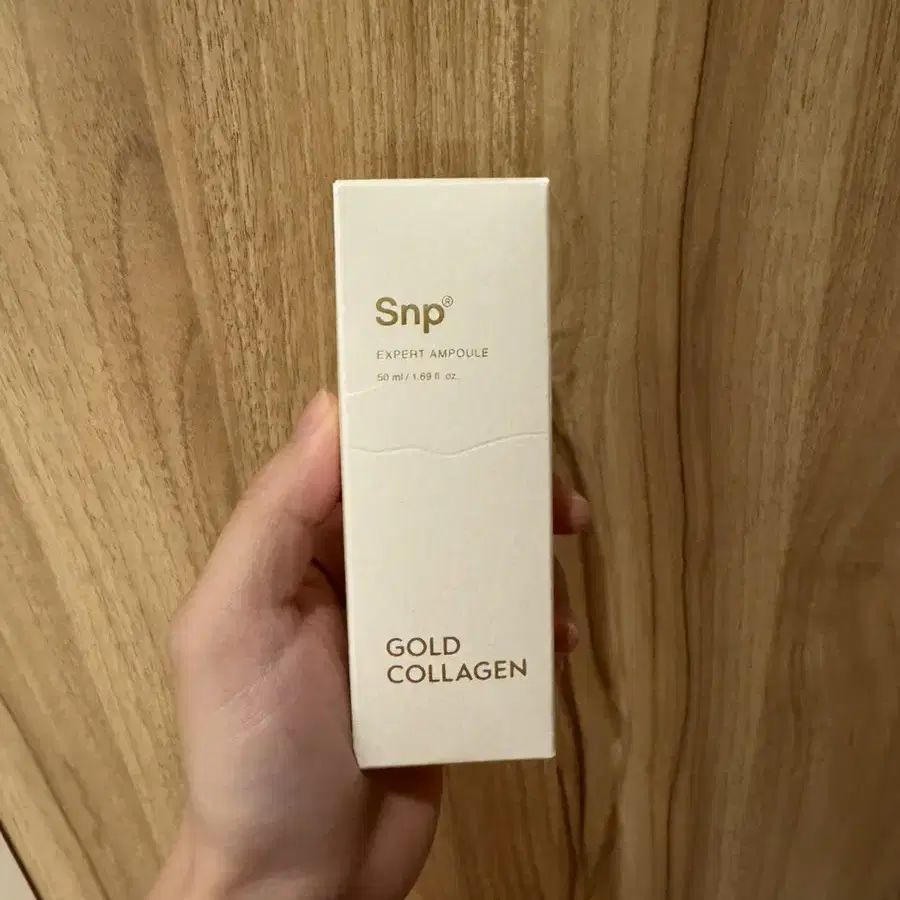 Snp®
EXPERT AMPOULE
50 ml / 1.69 fl. oz.
GOLD
COLLAGEN